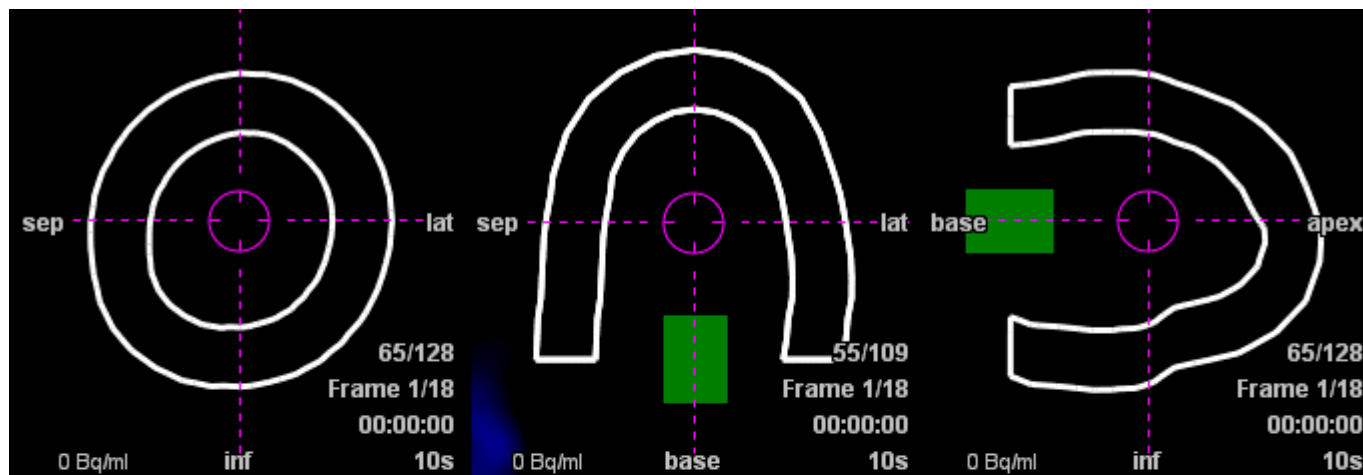 sep
lat
65/128
Frame 1/18
00:00:00
0 Bq/ml
inf
10s
sep
lat
55/109
Frame 1/18
00:00:00
0 Bq/ml
base
10s
base
apex
65/128
Frame 1/18
00:00:00
0 Bq/ml
inf
10s